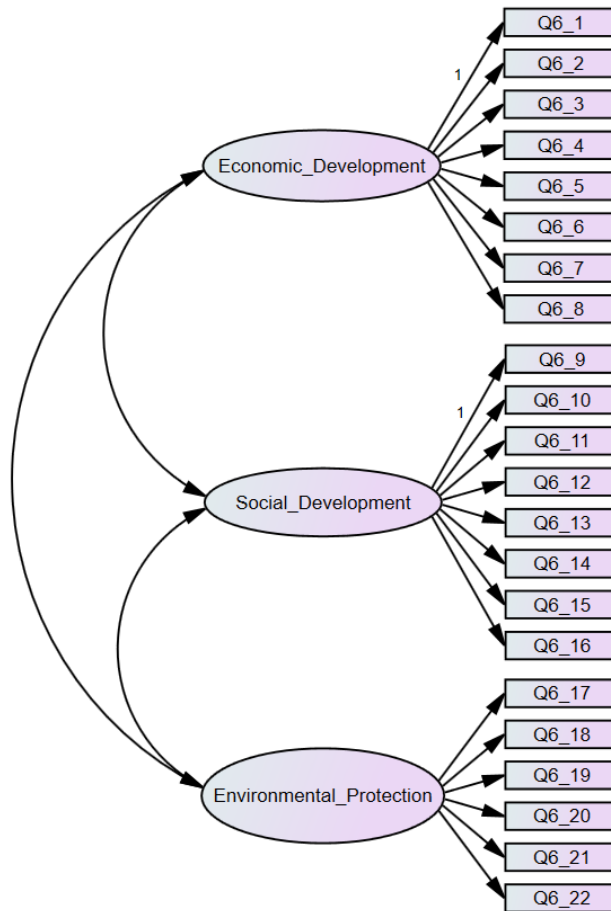 Q6_1
1
Q6_2
Q6_3
Economic_Development
Q6_4
Q6_5
Q6_6
Q6_7
Q6_8
Q6_9
1
Q6_10
Q6_11
Social_Development
Q6_12
Q6_13
Q6_14
Q6_15
Q6_16
Q6_17
Q6_18
Q6_19
Environmental_Protection
Q6_20
Q6_21
Q6_22